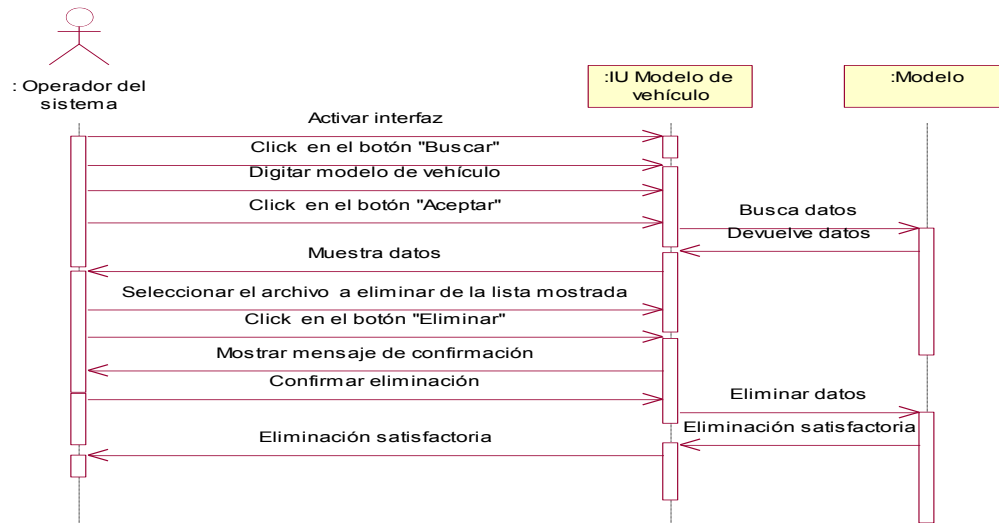 : Operador del
sistema
:IU Modelo de
vehículo
:Modelo
Activar interfaz
Click en el botón "Buscar"
Digitar modelo de vehículo
Click en el botón "Aceptar"
Busca datos
Devuelve datos
Muestra datos
Seleccionar el archivo a eliminar de la lista mostrada
Click en el botón "Eliminar"
Mostrar mensaje de confirmación
Confirmar eliminación
Eliminar datos
Eliminación satisfactoria
Eliminación satisfactoria